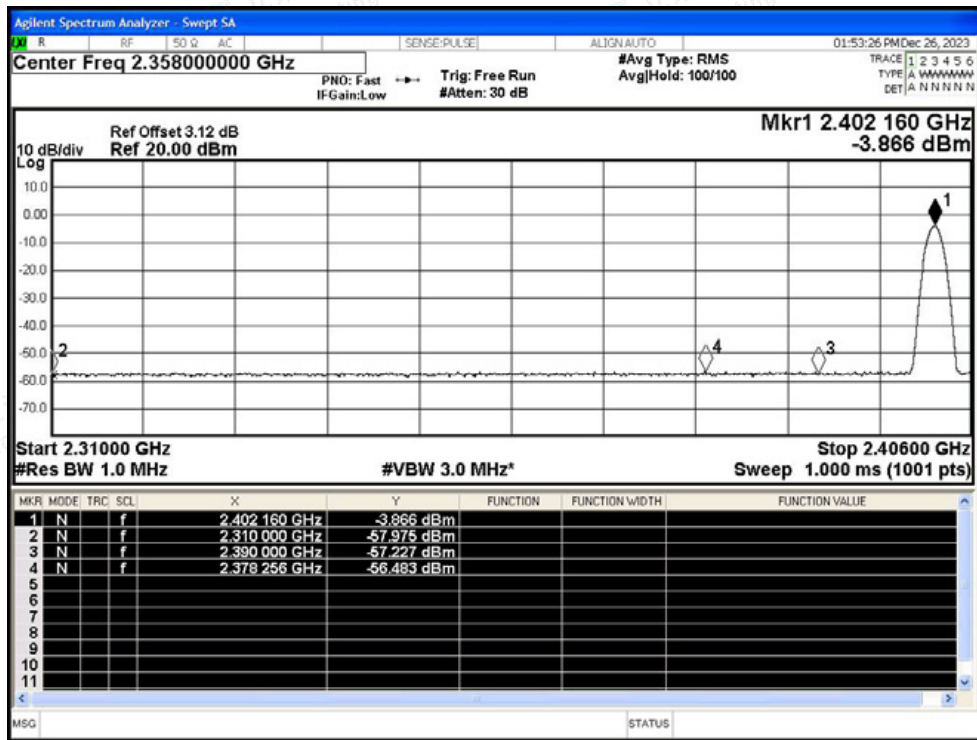 Agilent Spectrum Analyzer - Swept SA
R RF 50 Ω AC SENSE:PULSE ALIGN AUTO 01:53:26 PM Dec 26, 2023
Center Freq 2.358000000 GHz #Avg Type: RMS TRACE 1 2 3 4 5 6
PNO: Fast Trig: Free Run Avg|Hold: 100/100 TYPE A WWWWW
IFGain:Low #Atten: 30 dB DET A N N N N N
Ref Offset 3.12 dB Mkr1 2.402 160 GHz
10 dB/div Ref 20.00 dBm -3.866 dBm
Log
10.0
0.00 1
-10.0
-20.0
-30.0
-40.0
-50.0 2 4 3
-60.0
-70.0
Start 2.31000 GHz Stop 2.40600 GHz
#Res BW 1.0 MHz #VBW 3.0 MHz* Sweep 1.000 ms (1001 pts)
MKR MODE TRC SCL X Y FUNCTION FUNCTION WIDTH FUNCTION VALUE
1 N f 2.402 160 GHz -3.866 dBm
2 N f 2.310 000 GHz -57.975 dBm
3 N f 2.390 000 GHz -57.227 dBm
4 N f 2.378 256 GHz -56.483 dBm
5
6
7
8
9
10
11
MSG STATUS